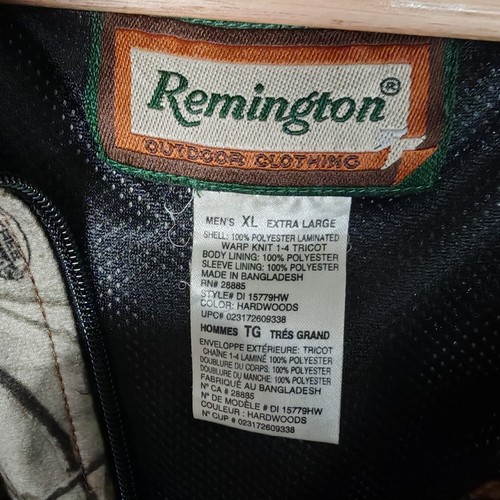 Remington®
OUTDOOR CLOTHING
MEN'S XL EXTRA LARGE
SHELL: 100% POLYESTER LAMINATED
WARP KNIT 1-4 TRICOT
BODY LINING: 100% POLYESTER
SLEEVE LINING: 100% POLYESTER
MADE IN BANGLADESH
RN# 28885
STYLE# DI 15779HW
COLOR: HARDWOODS
UPC# 023172609338
HOMMES TG TRÉS GRAND
ENVELOPPE EXTÉRIEURE: TRICOT
CHAÎNE 1-4 LAMINÉ 100% POLYESTER
DOUBLURE DU CORPS: 100% POLYESTER
DOUBLURE DU MANCHE: 100% POLYESTER
FABRIQUÉ AU BANGLADESH
Nº CA # 28885
Nº DE MODÈLE # DI 15779HW
COULEUR : HARDWOODS
Nº CUP # 023172609338